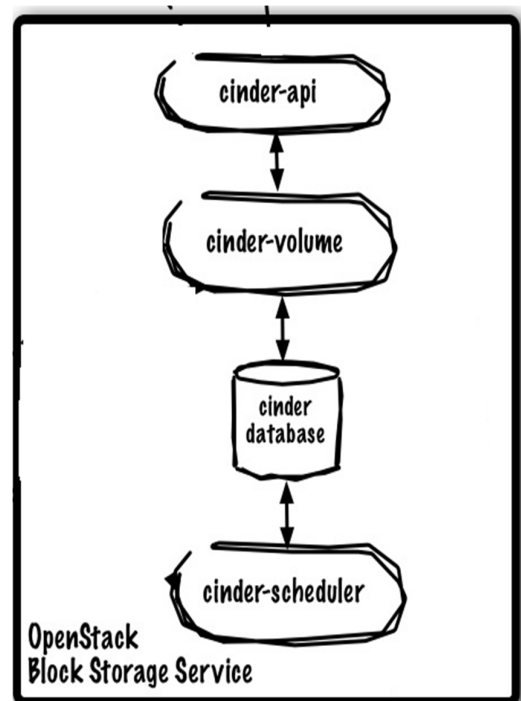 cinder-api
cinder-volume
cinder
database
cinder-scheduler
OpenStack
Block Storage Service